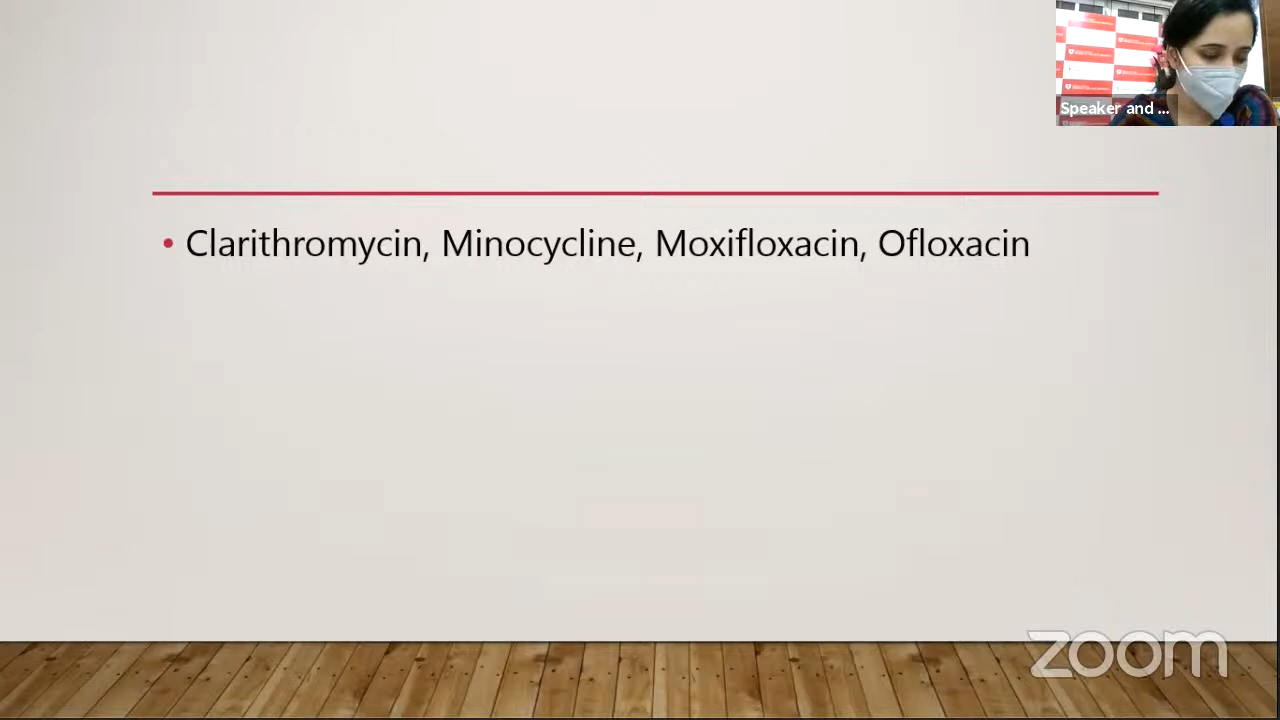 Speaker and ...
• Clarithromycin, Minocycline, Moxifloxacin, Ofloxacin
zoom